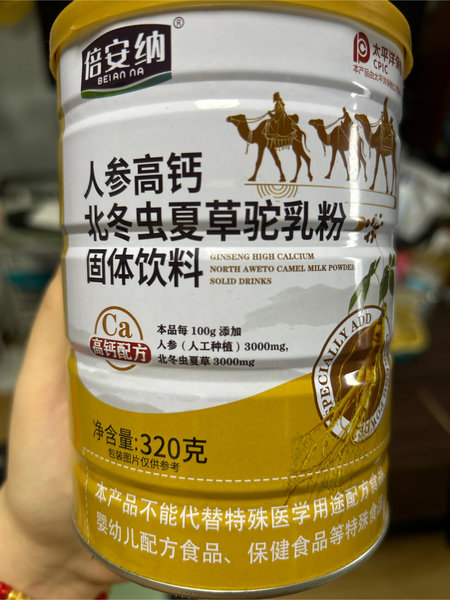 倍安纳®
BEIAN NA
太平洋保
CPIC
人参高钙
北冬虫夏草驼乳粉
固体饮料
GINSENG HIGH CALCIUM
NORTH AWETO CAMEL MILK POWDER
SOLID DRINKS
Ca
高钙配方
本品每100g添加
人参（人工种植）3000mg,
北冬虫夏草3000mg
SPECIALLY ADD
净含量:320克
包装图片仅供参考
本产品不能代替特殊医学用途配方食
婴幼儿配方食品、保健食品等特殊食品